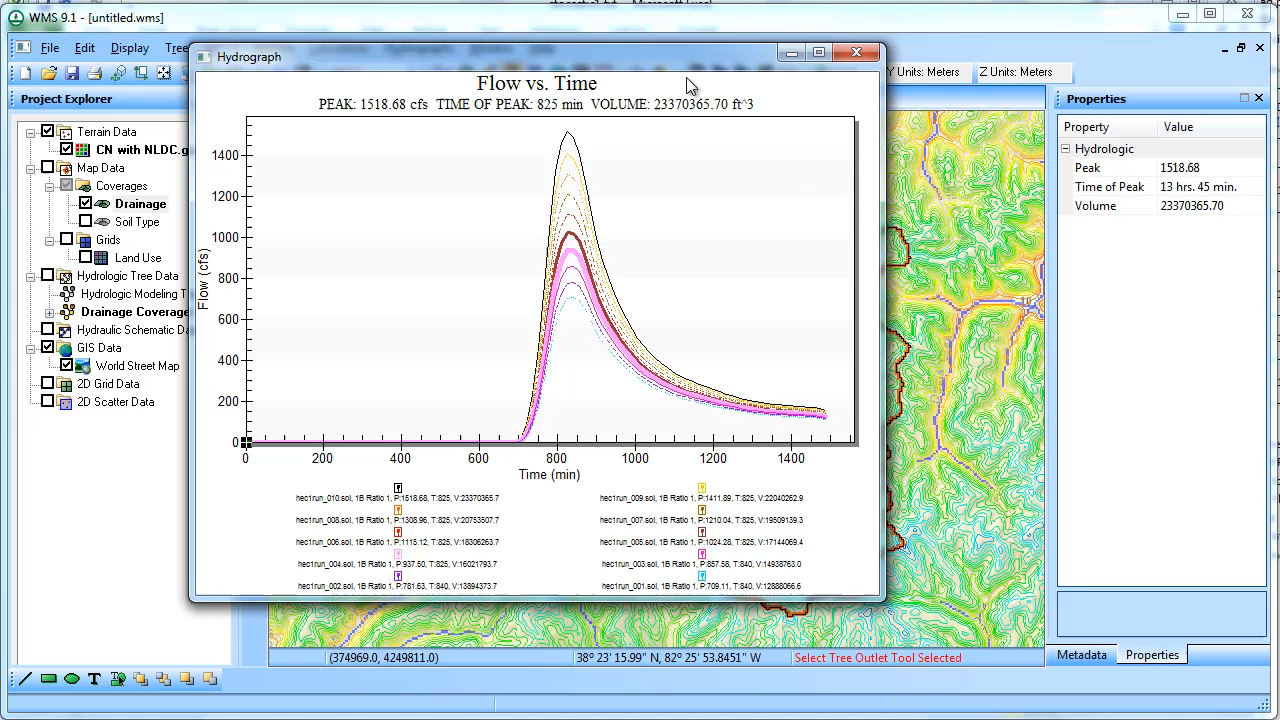 WMS 9.1 - [untitled.wms]
File Edit Display
Hydrograph
Y Units: Meters Z Units: Meters
Project Explorer
Terrain Data
CN with NLDC.g
Map Data
Coverages
Drainage
Soil Type
Grids
Land Use
Hydrologic Tree Data
Hydrologic Modeling T
Drainage Coverage
Hydraulic Schematic Da
GIS Data
World Street Map
2D Grid Data
2D Scatter Data
Flow vs. Time
PEAK: 1518.68 cfs TIME OF PEAK: 825 min VOLUME: 23370365.70 ft^3
Flow (cfs)
1400
1200
1000
800
600
400
200
0
0 200 400 600 800 1000 1200 1400
Time (min)
hec1run_010.sol, 1B Ratio 1, P:1518.68, T:825, V:23370365.7
hec1run_009.sol, 1B Ratio 1, P:1411.89, T:825, V:22040262.9
hec1run_008.sol, 1B Ratio 1, P:1308.96, T:825, V:20753507.7
hec1run_007.sol, 1B Ratio 1, P:1210.04, T:825, V:19509139.3
hec1run_006.sol, 1B Ratio 1, P:1115.12, T:825, V:18306263.7
hec1run_005.sol, 1B Ratio 1, P:1024.28, T:825, V:17144069.4
hec1run_004.sol, 1B Ratio 1, P:937.50, T:825, V:16021793.7
hec1run_003.sol, 1B Ratio 1, P:857.58, T:840, V:14938763.0
hec1run_002.sol, 1B Ratio 1, P:781.63, T:840, V:13894373.7
hec1run_001.sol, 1B Ratio 1, P:709.11, T:840, V:12888066.6
Properties
Property Value
Hydrologic
Peak 1518.68
Time of Peak 13 hrs. 45 min.
Volume 23370365.70
Metadata Properties
(374969.0, 4249811.0) 38° 23' 15.99" N, 82° 25' 53.8451" W Select Tree Outlet Tool Selected